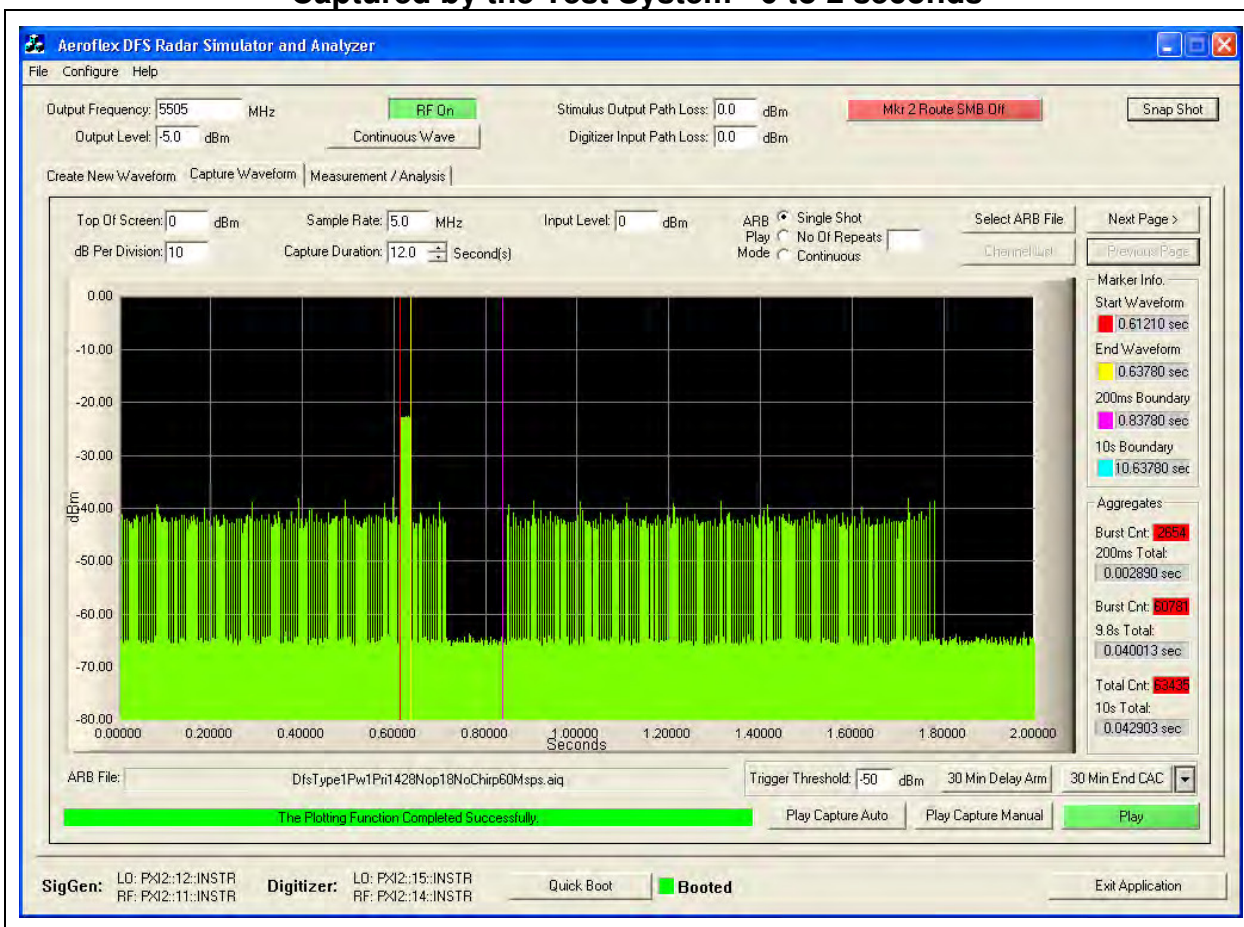 Captured by the Test System - 0 to 2 seconds
Aeroflex DFS Radar Simulator and Analyzer
File Configure Help
Output Frequency: 5505 MHz RF On Stimulus Output Path Loss: 0.0 dBm Mkr 2 Route SMB Off Snap Shot
Output Level: -5.0 dBm Continuous Wave Digitizer Input Path Loss: 0.0 dBm
Create New Waveform Capture Waveform Measurement / Analysis
Top Of Screen: 0 dBm Sample Rate: 5.0 MHz Input Level: 0 dBm ARB Play Mode Single Shot Select ARB File Next Page >
No Of Repeats
dB Per Division: 10 Capture Duration: 12.0 Second(s) Continuous Channel List Previous Page
Marker Info.
Start Waveform
0.61210 sec
End Waveform
0.63780 sec
200ms Boundary
0.83780 sec
10s Boundary
10.63780 sec
Aggregates
Burst Cnt: 2654
200ms Total:
0.002890 sec
Burst Cnt: 60781
9.8s Total:
0.040013 sec
Total Cnt: 63435
10s Total:
0.042903 sec
dBm
0.00
-10.00
-20.00
-30.00
-40.00
-50.00
-60.00
-70.00
-80.00
0.00000 0.20000 0.40000 0.60000 0.80000 1.00000 1.20000 1.40000 1.60000 1.80000 2.00000
Seconds
ARB File: DfsType1Pw1Pri1428Nop18NoChirp60Msps.aiq Trigger Threshold: -50 dBm 30 Min Delay Arm 30 Min End CAC
The Plotting Function Completed Successfully. Play Capture Auto Play Capture Manual Play
SigGen: LO: PXI2::12::INSTR Digitizer: LO: PXI2::15::INSTR Quick Boot Booted Exit Application
RF: PXI2::11::INSTR RF: PXI2::14::INSTR